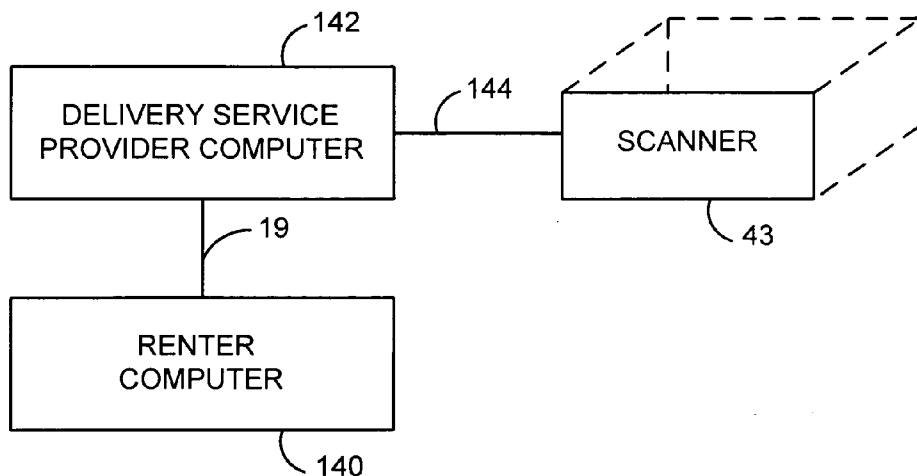 142
DELIVERY SERVICE
PROVIDER COMPUTER
144
SCANNER
43
19
RENTER
COMPUTER
140